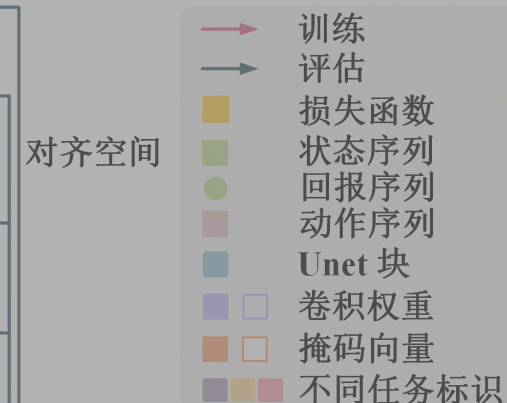 训练
评估
损失函数
对齐空间
状态序列
回报序列
动作序列
Unet 块
卷积权重
掩码向量
不同任务标识